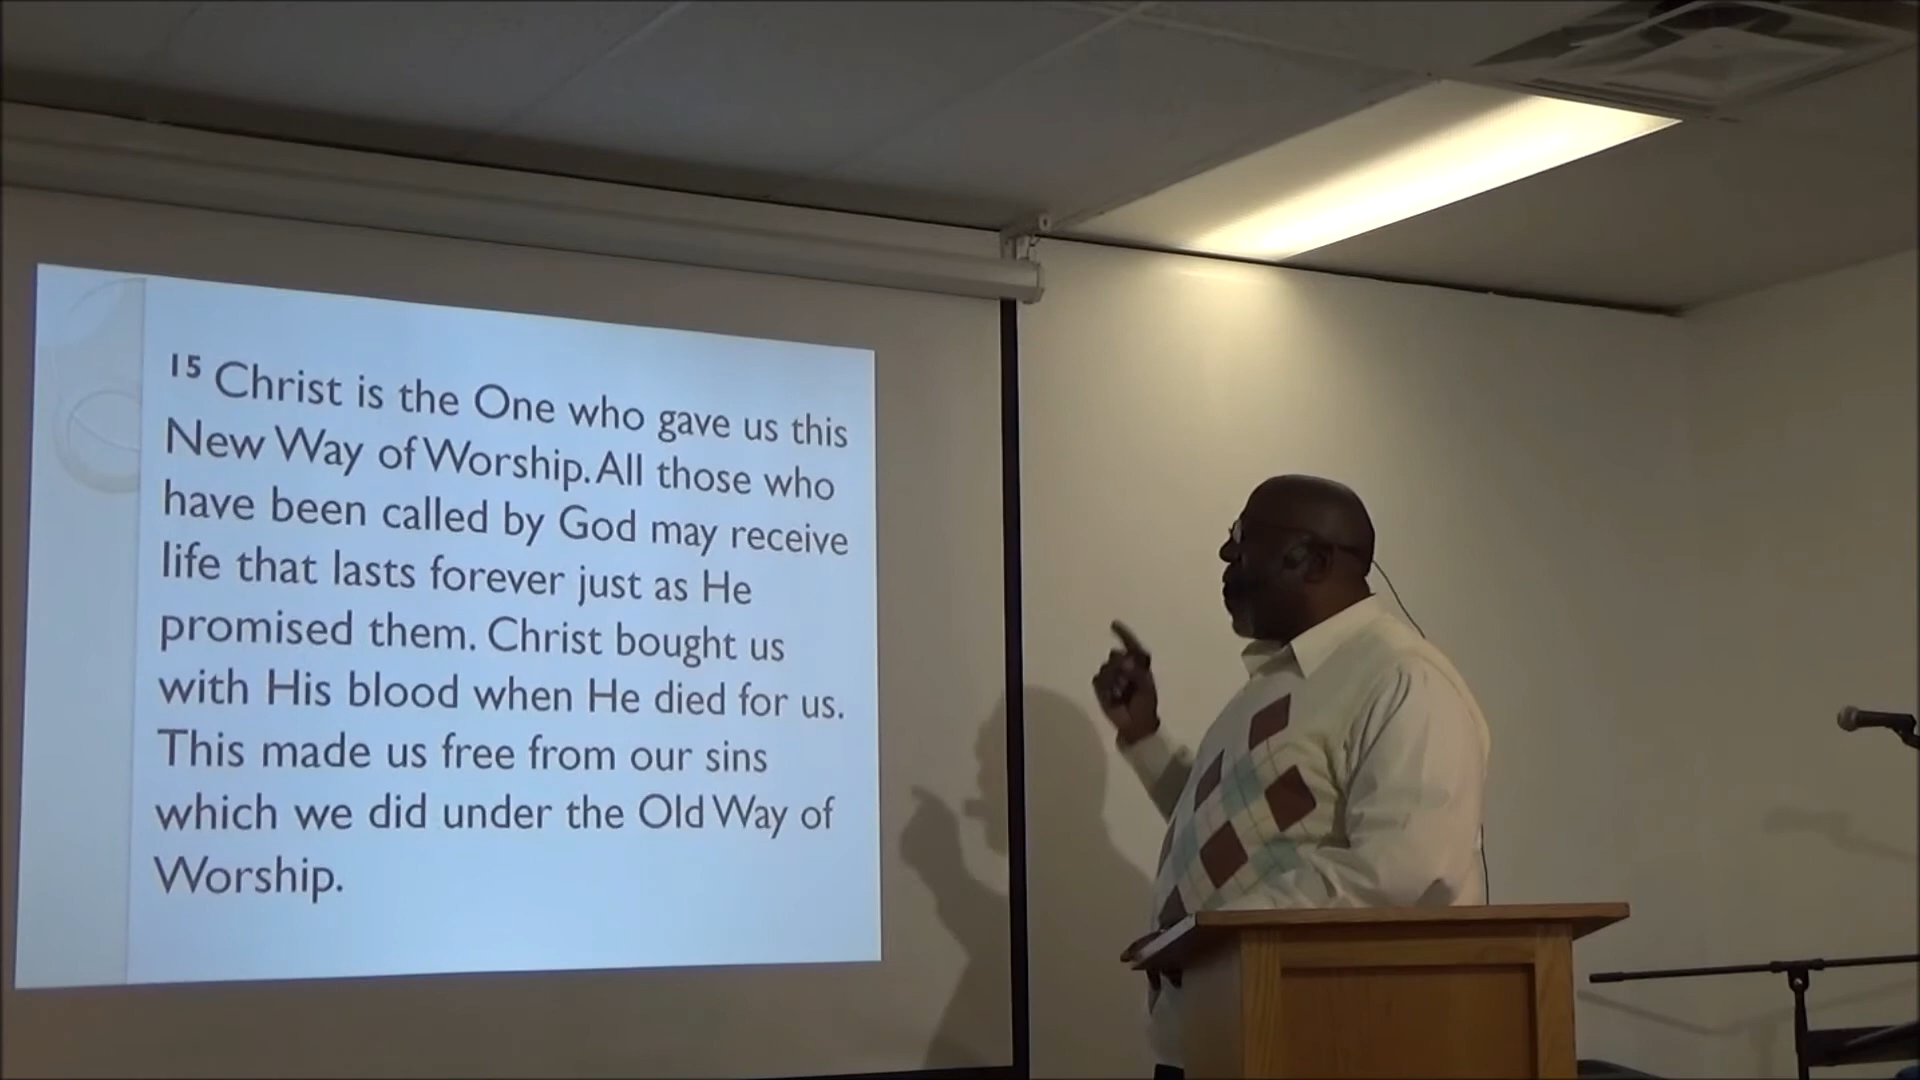 15 Christ is the One who gave us this
New Way of Worship. All those who
have been called by God may receive
life that lasts forever just as He
promised them. Christ bought us
with His blood when He died for us.
This made us free from our sins
which we did under the Old Way of
Worship.